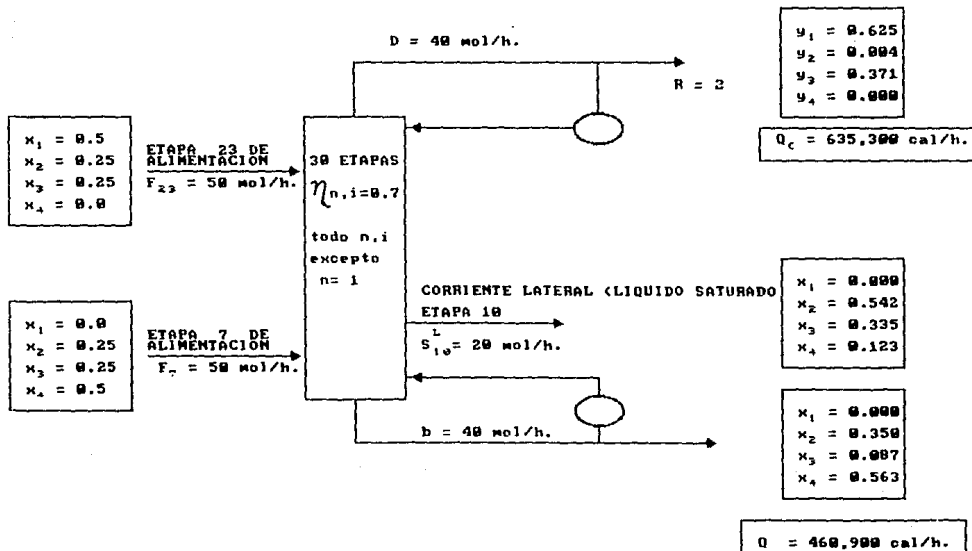 D = 40 mol/h.
R = 2
y₁ = 0.625
y₂ = 0.004
y₃ = 0.371
y₄ = 0.000
Q_c = 635,300 cal/h.
x₁ = 0.5
x₂ = 0.25
x₃ = 0.25
x₄ = 0.0
ETAPA 23 DE
ALIMENTACION
F₂₃ = 50 mol/h.
30 ETAPAS
η n,i=0.7
todo n,i
excepto
n= 1
CORRIENTE LATERAL (LIQUIDO SATURADO
ETAPA 10
S^L_10 = 20 mol/h.
x₁ = 0.000
x₂ = 0.542
x₃ = 0.335
x₄ = 0.123
x₁ = 0.0
x₂ = 0.25
x₃ = 0.25
x₄ = 0.5
ETAPA 7 DE
ALIMENTACION
F₇ = 50 mol/h.
b = 40 mol/h.
x₁ = 0.000
x₂ = 0.350
x₃ = 0.087
x₄ = 0.563
Q = 460,900 cal/h.